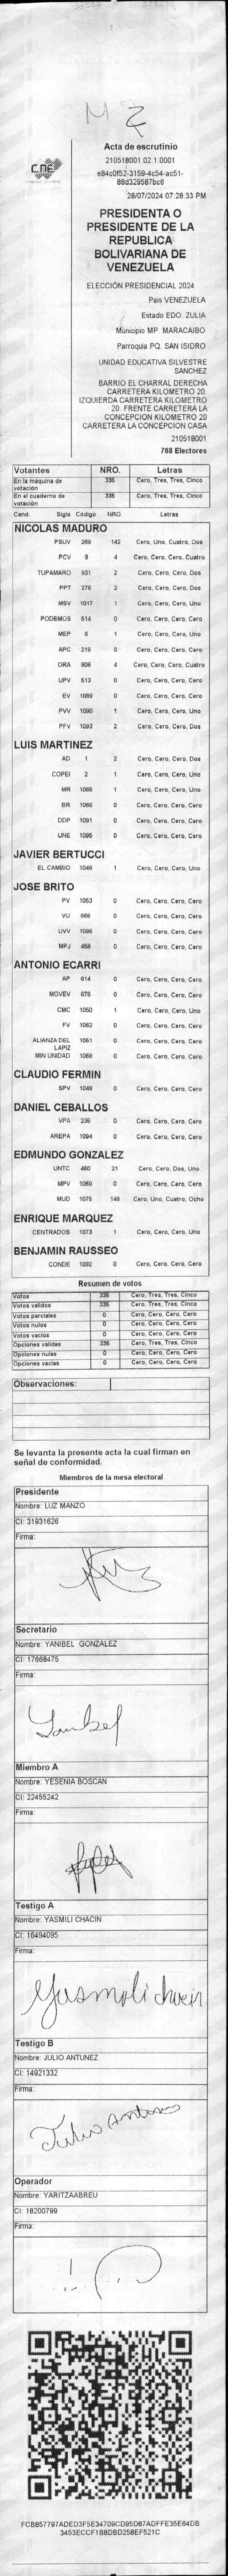 M 2
CNE
Acta de escrutinio
210518001.02.1.0001
e84c0f52-3159-4c54-ac51-
88d329587bc6
28/07/2024 07:28:33 PM
PRESIDENTA O
PRESIDENTE DE LA
REPUBLICA
BOLIVARIANA DE
VENEZUELA
ELECCIÓN PRESIDENCIAL 2024
Pais VENEZUELA
Estado EDO. ZULIA
Municipio MP. MARACAIBO
Parroquia PQ. SAN ISIDRO
UNIDAD EDUCATIVA SILVESTRE
SANCHEZ
BARRIO EL CHARRAL DERECHA
CARRETERA KILOMETRO 20.
IZQUIERDA CARRETERA KILOMETRO
20. FRENTE CARRETERA LA
CONCEPCION KILOMETRO 20
CARRETERA LA CONCEPCION CASA
210518001
768 Electores
Votantes NRO. Letras
En la máquina de votación 335 Cero, Tres, Tres, Cinco
En el cuaderno de votación 335 Cero, Tres, Tres, Cinco
Cand. Sigla Código NRO. Letras
NICOLAS MADURO
PSUV 269 142 Cero, Uno, Cuatro, Dos
PCV 9 4 Cero, Cero, Cero, Cuatro
TUPAMARO 931 2 Cero, Cero, Cero, Dos
PPT 276 2 Cero, Cero, Cero, Dos
MSV 1017 1 Cero, Cero, Cero, Uno
PODEMOS 514 0 Cero, Cero, Cero, Cero
MEP 6 1 Cero, Cero, Cero, Uno
APC 219 0 Cero, Cero, Cero, Cero
ORA 906 4 Cero, Cero, Cero, Cuatro
UPV 513 0 Cero, Cero, Cero, Cero
EV 1089 0 Cero, Cero, Cero, Cero
PVV 1090 1 Cero, Cero, Cero, Uno
PFV 1093 2 Cero, Cero, Cero, Dos
LUIS MARTINEZ
AD 1 2 Cero, Cero, Cero, Dos
COPEI 2 1 Cero, Cero, Cero, Uno
MR 1065 1 Cero, Cero, Cero, Uno
BR 1066 0 Cero, Cero, Cero, Cero
DDP 1091 0 Cero, Cero, Cero, Cero
UNE 1095 0 Cero, Cero, Cero, Cero
JAVIER BERTUCCI
EL CAMBIO 1048 1 Cero, Cero, Cero, Uno
JOSE BRITO
PV 1053 0 Cero, Cero, Cero, Cero
VU 0 Cero, Cero, Cero, Cero
UVV 1096 0 Cero, Cero, Cero, Cero
MPJ 458 0 Cero, Cero, Cero, Cero
ANTONIO ECARRI
AP 814 0 Cero, Cero, Cero, Cero
MOVEV 678 0 Cero, Cero, Cero, Cero
CMC 1050 1 Cero, Cero, Cero, Uno
FV 1062 0 Cero, Cero, Cero, Cero
ALIANZA DEL LAPIZ 1051 0 Cero, Cero, Cero, Cero
MIN UNIDAD 1068 0 Cero, Cero, Cero, Cero
CLAUDIO FERMIN
SPV 1049 0 Cero, Cero, Cero, Cero
DANIEL CEBALLOS
VPA 236 0 Cero, Cero, Cero, Cero
AREPA 1094 0 Cero, Cero, Cero, Cero
EDMUNDO GONZALEZ
UNTC 460 21 Cero, Cero, Dos, Uno
MPV 1069 0 Cero, Cero, Cero, Cero
MUD 1075 148 Cero, Uno, Cuatro, Ocho
ENRIQUE MARQUEZ
CENTRADOS 1073 1 Cero, Cero, Cero, Uno
BENJAMIN RAUSSEO
CONDE 1092 0 Cero, Cero, Cero, Cero
Resumen de votos
Votos 335 Cero, Tres, Tres, Cinco
Votos validos 335 Cero, Tres, Tres, Cinco
Votos parciales 0 Cero, Cero, Cero, Cero
Votos nulos 0 Cero, Cero, Cero, Cero
Votos vacios 0 Cero, Cero, Cero, Cero
Opciones validas 335 Cero, Tres, Tres, Cinco
Opciones nulas 0 Cero, Cero, Cero, Cero
Opciones vacias 0 Cero, Cero, Cero, Cero
Observaciones:
Se levanta la presente acta la cual firman en
señal de conformidad.
Miembros de la mesa electoral
Presidente
Nombre: LUZ MANZO
CI: 31931626
Firma:
Secretario
Nombre: YANIBEL GONZALEZ
CI: 17668475
Firma:
Yanibel
Miembro A
Nombre: YESENIA BOSCAN
CI: 22455242
Firma:
Testigo A
Nombre: YASMILI CHACIN
CI: 16494095
Firma:
Yasmili chacin
Testigo B
Nombre: JULIO ANTUNEZ
CI: 14921332
Firma:
Julio Antunes
Operador
Nombre: YARITZAABREU
CI: 18200799
Firma:
FCB857797ADED3F5E34709CD95D87ADFFE35E64DB
3453ECCF1B8DBD258EF521C